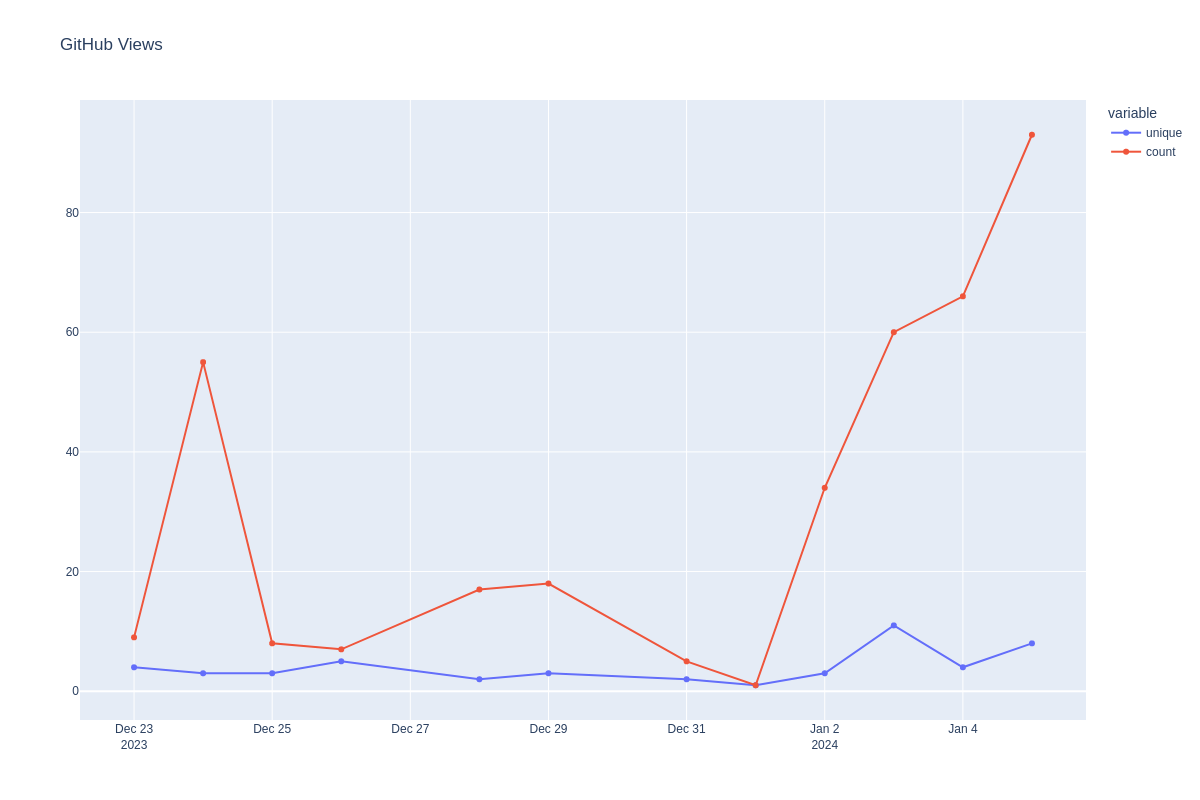 GitHub Views
variable
unique
count
80
60
40
20
0
Dec 23
2023
Dec 25
Dec 27
Dec 29
Dec 31
Jan 2
2024
Jan 4